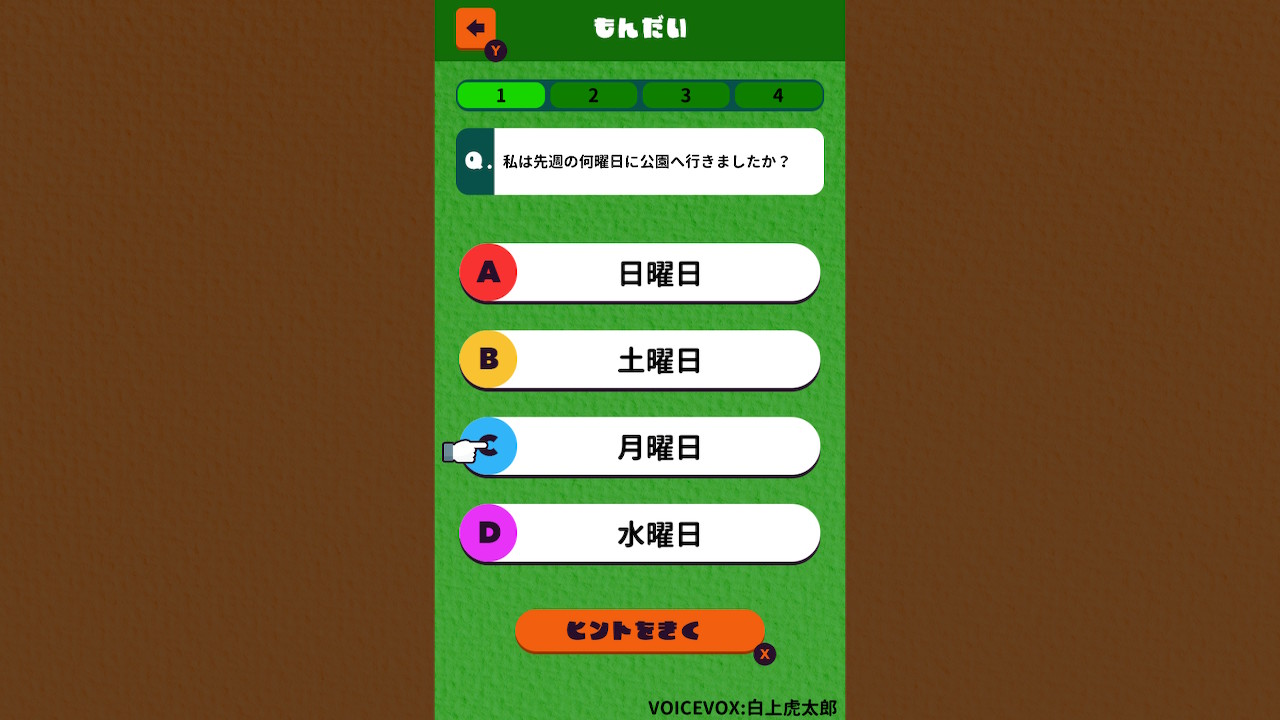 もんだい
Y
1 2 3 4
Q. 私は先週の何曜日に公園へ行きましたか？
A 日曜日
B 土曜日
C 月曜日
D 水曜日
ヒントをきく
X
VOICEVOX:白上虎太郎